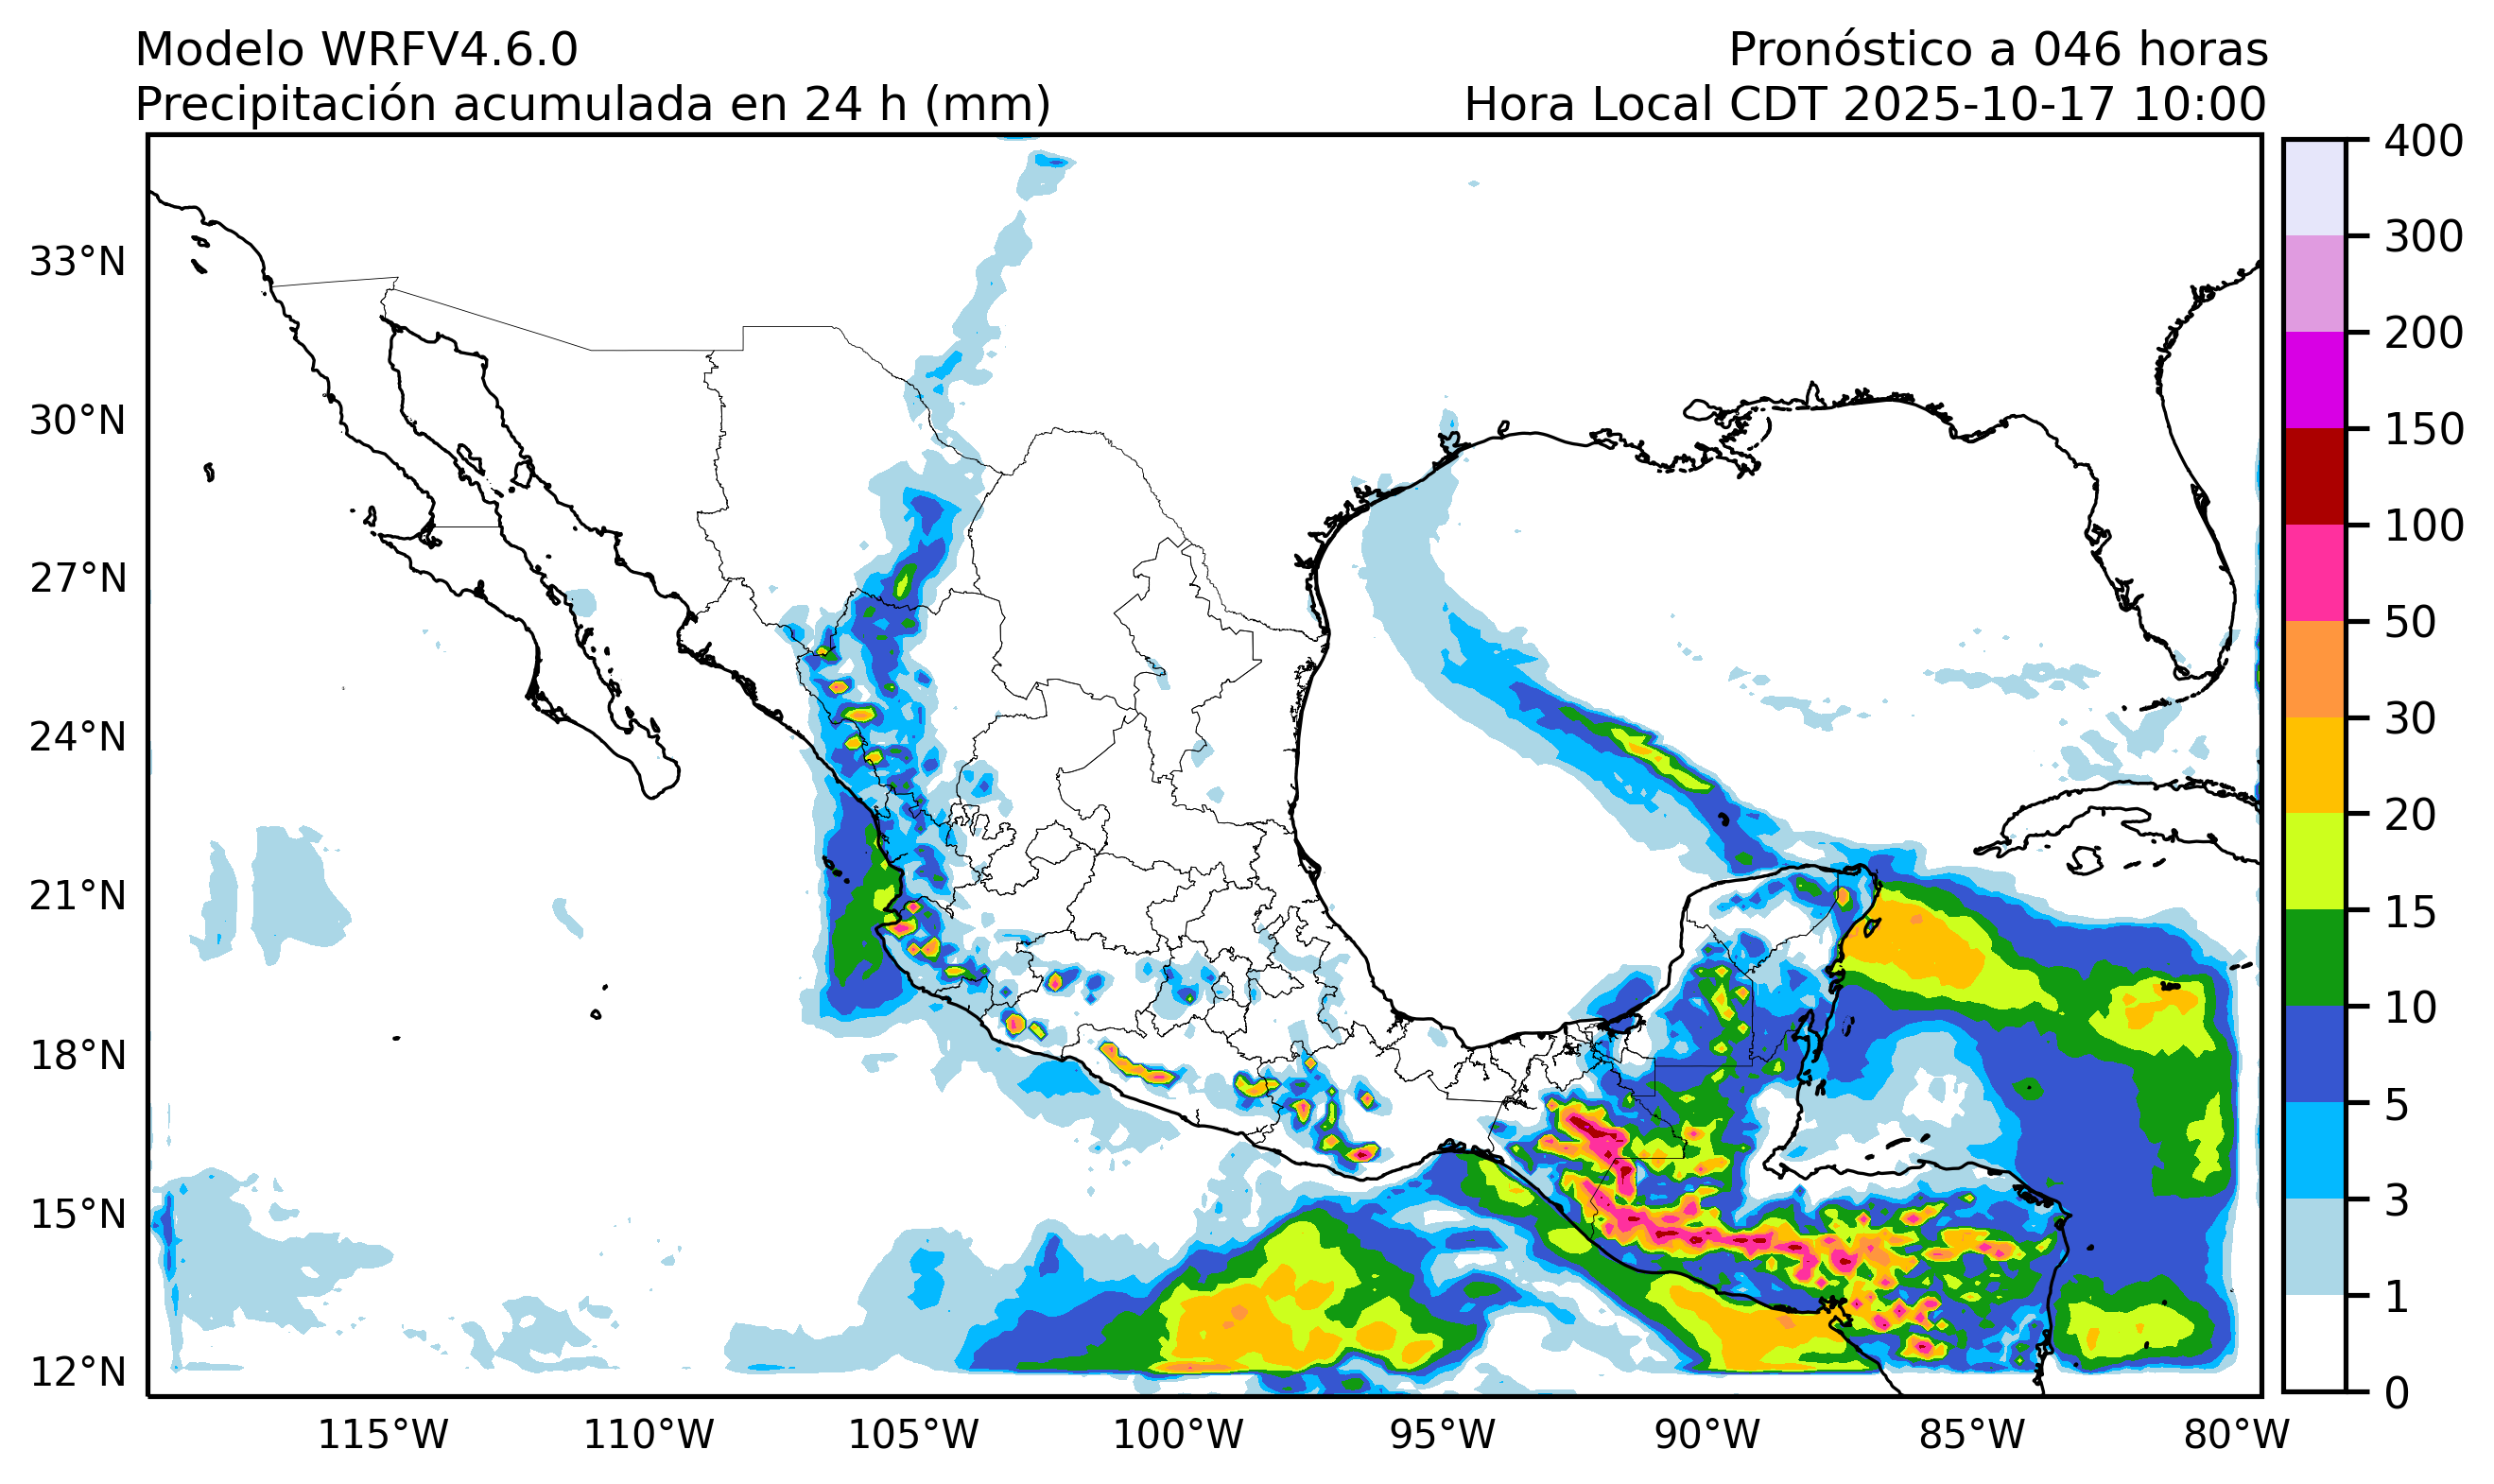 Modelo WRFV4.6.0
Pronóstico a 046 horas
Precipitación acumulada en 24 h (mm)
Hora Local CDT 2025-10-17 10:00
33°N
30°N
27°N
24°N
21°N
18°N
15°N
12°N
115°W
110°W
105°W
100°W
95°W
90°W
85°W
80°W
400
300
200
150
100
50
30
20
15
10
5
3
1
0